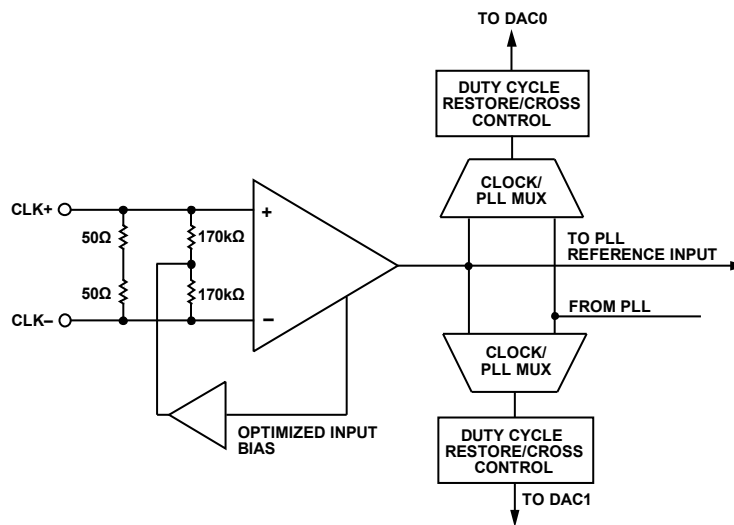 TO DAC0
DUTY CYCLE
RESTORE/CROSS
CONTROL
CLOCK/
PLL MUX
CLK+
50Ω
170kΩ
+
TO PLL
REFERENCE INPUT
50Ω
170kΩ
FROM PLL
CLK–
–
CLOCK/
PLL MUX
OPTIMIZED INPUT
BIAS
DUTY CYCLE
RESTORE/CROSS
CONTROL
TO DAC1